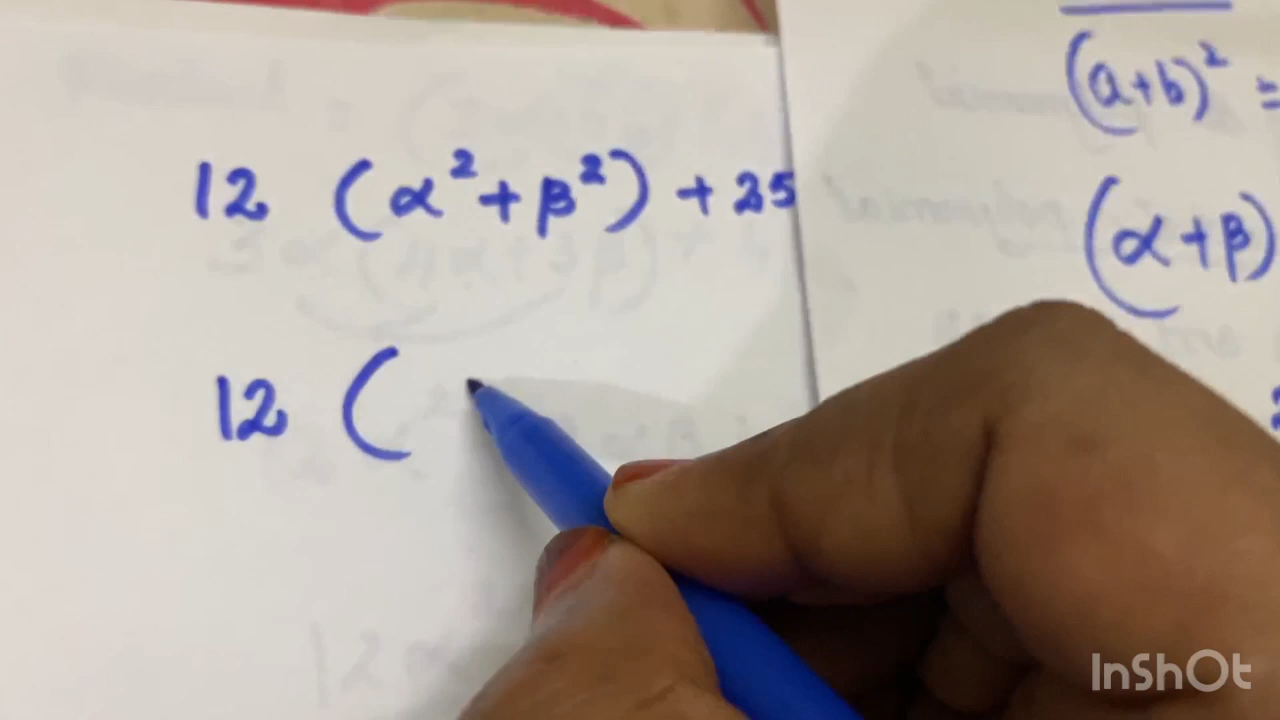 12 (α² + β²) + 25
12 (
(a+b)² =
(α+β)
InShOt